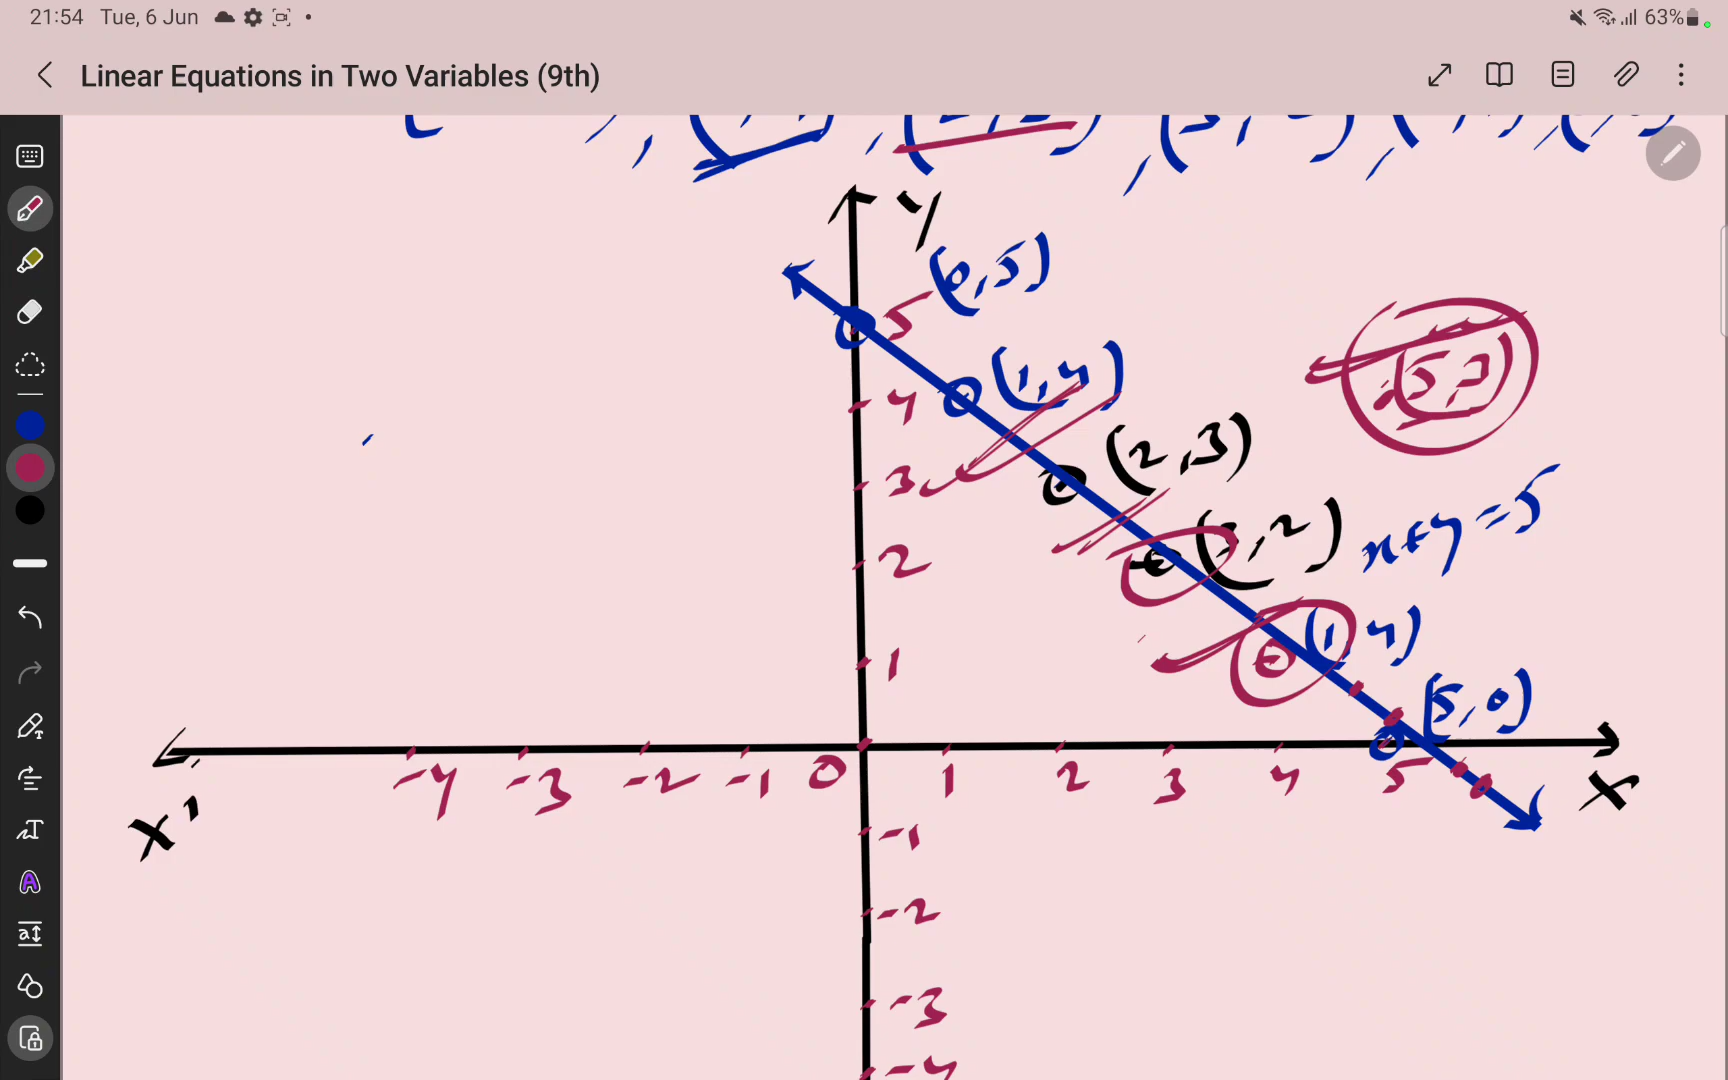 21:54 Tue, 6 Jun 63%
Linear Equations in Two Variables (9th)
y
(0,5)
5
(1,4)
4
(5,2)
(2,3)
3
(3,2)
x+y=5
2
(1,4)
1
(5,0)
-4 -3 -2 -1 0 1 2 3 4 5 X
X'
-1
-2
-3
-4